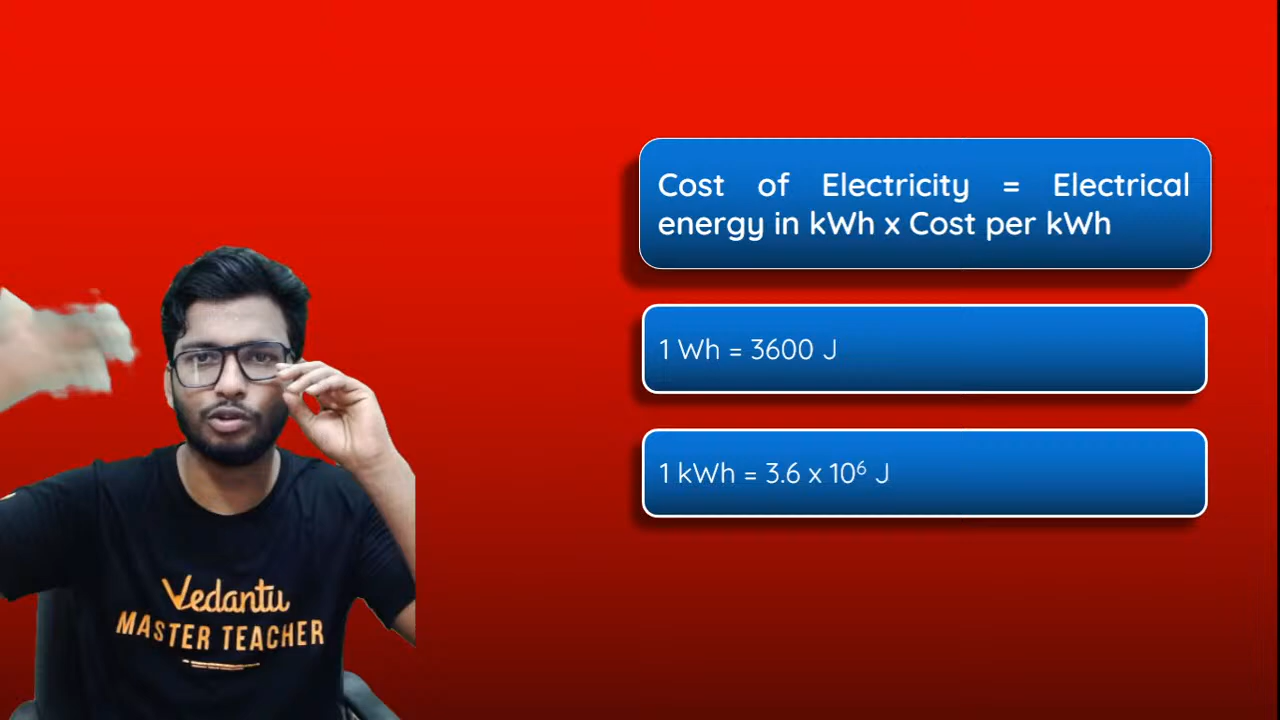 Cost of Electricity = Electrical
energy in kWh x Cost per kWh
1 Wh = 3600 J
1 kWh = 3.6 x 10⁶ J
Vedantu
MASTER TEACHER